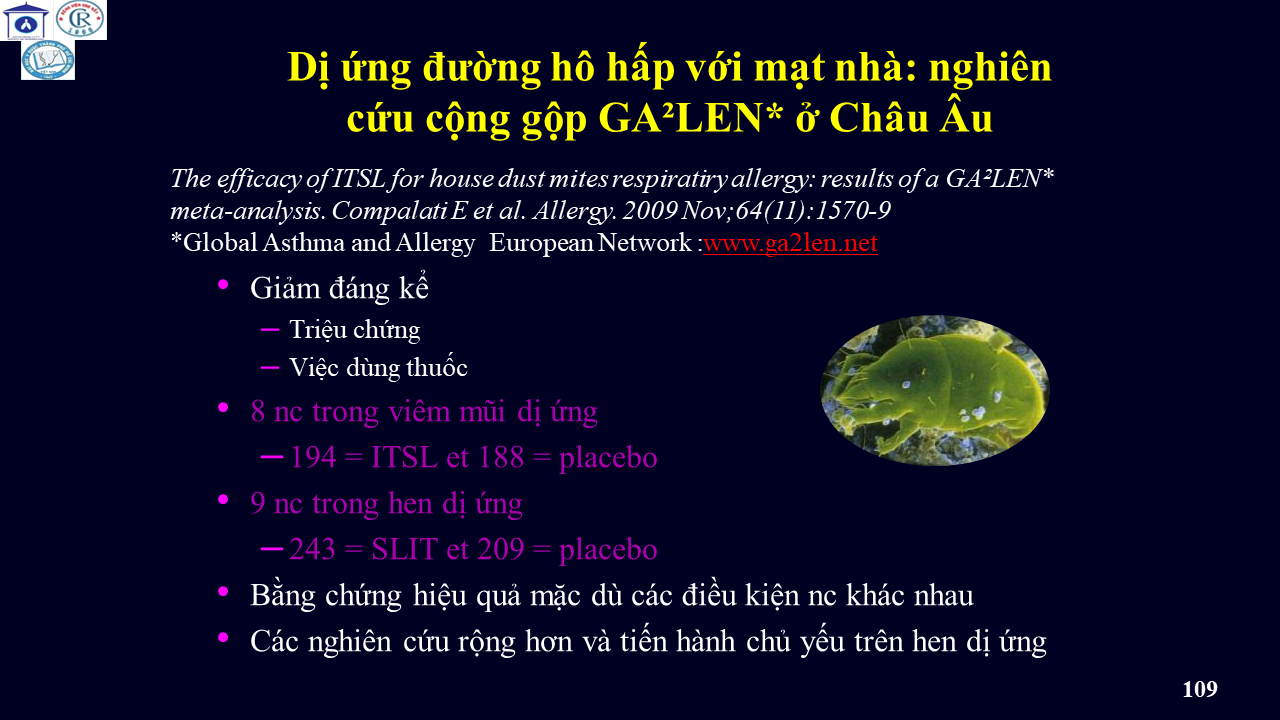 Dị ứng đường hô hấp với mạt nhà: nghiên
cứu cộng gộp GA²LEN* ở Châu Âu
The efficacy of ITSL for house dust mites respiratiry allergy: results of a GA²LEN*
meta-analysis. Compalati E et al. Allergy. 2009 Nov;64(11):1570-9
*Global Asthma and Allergy European Network :www.ga2len.net
• Giảm đáng kể
– Triệu chứng
– Việc dùng thuốc
• 8 nc trong viêm mũi dị ứng
– 194 = ITSL et 188 = placebo
• 9 nc trong hen dị ứng
– 243 = SLIT et 209 = placebo
• Bằng chứng hiệu quả mặc dù các điều kiện nc khác nhau
• Các nghiên cứu rộng hơn và tiến hành chủ yếu trên hen dị ứng
109